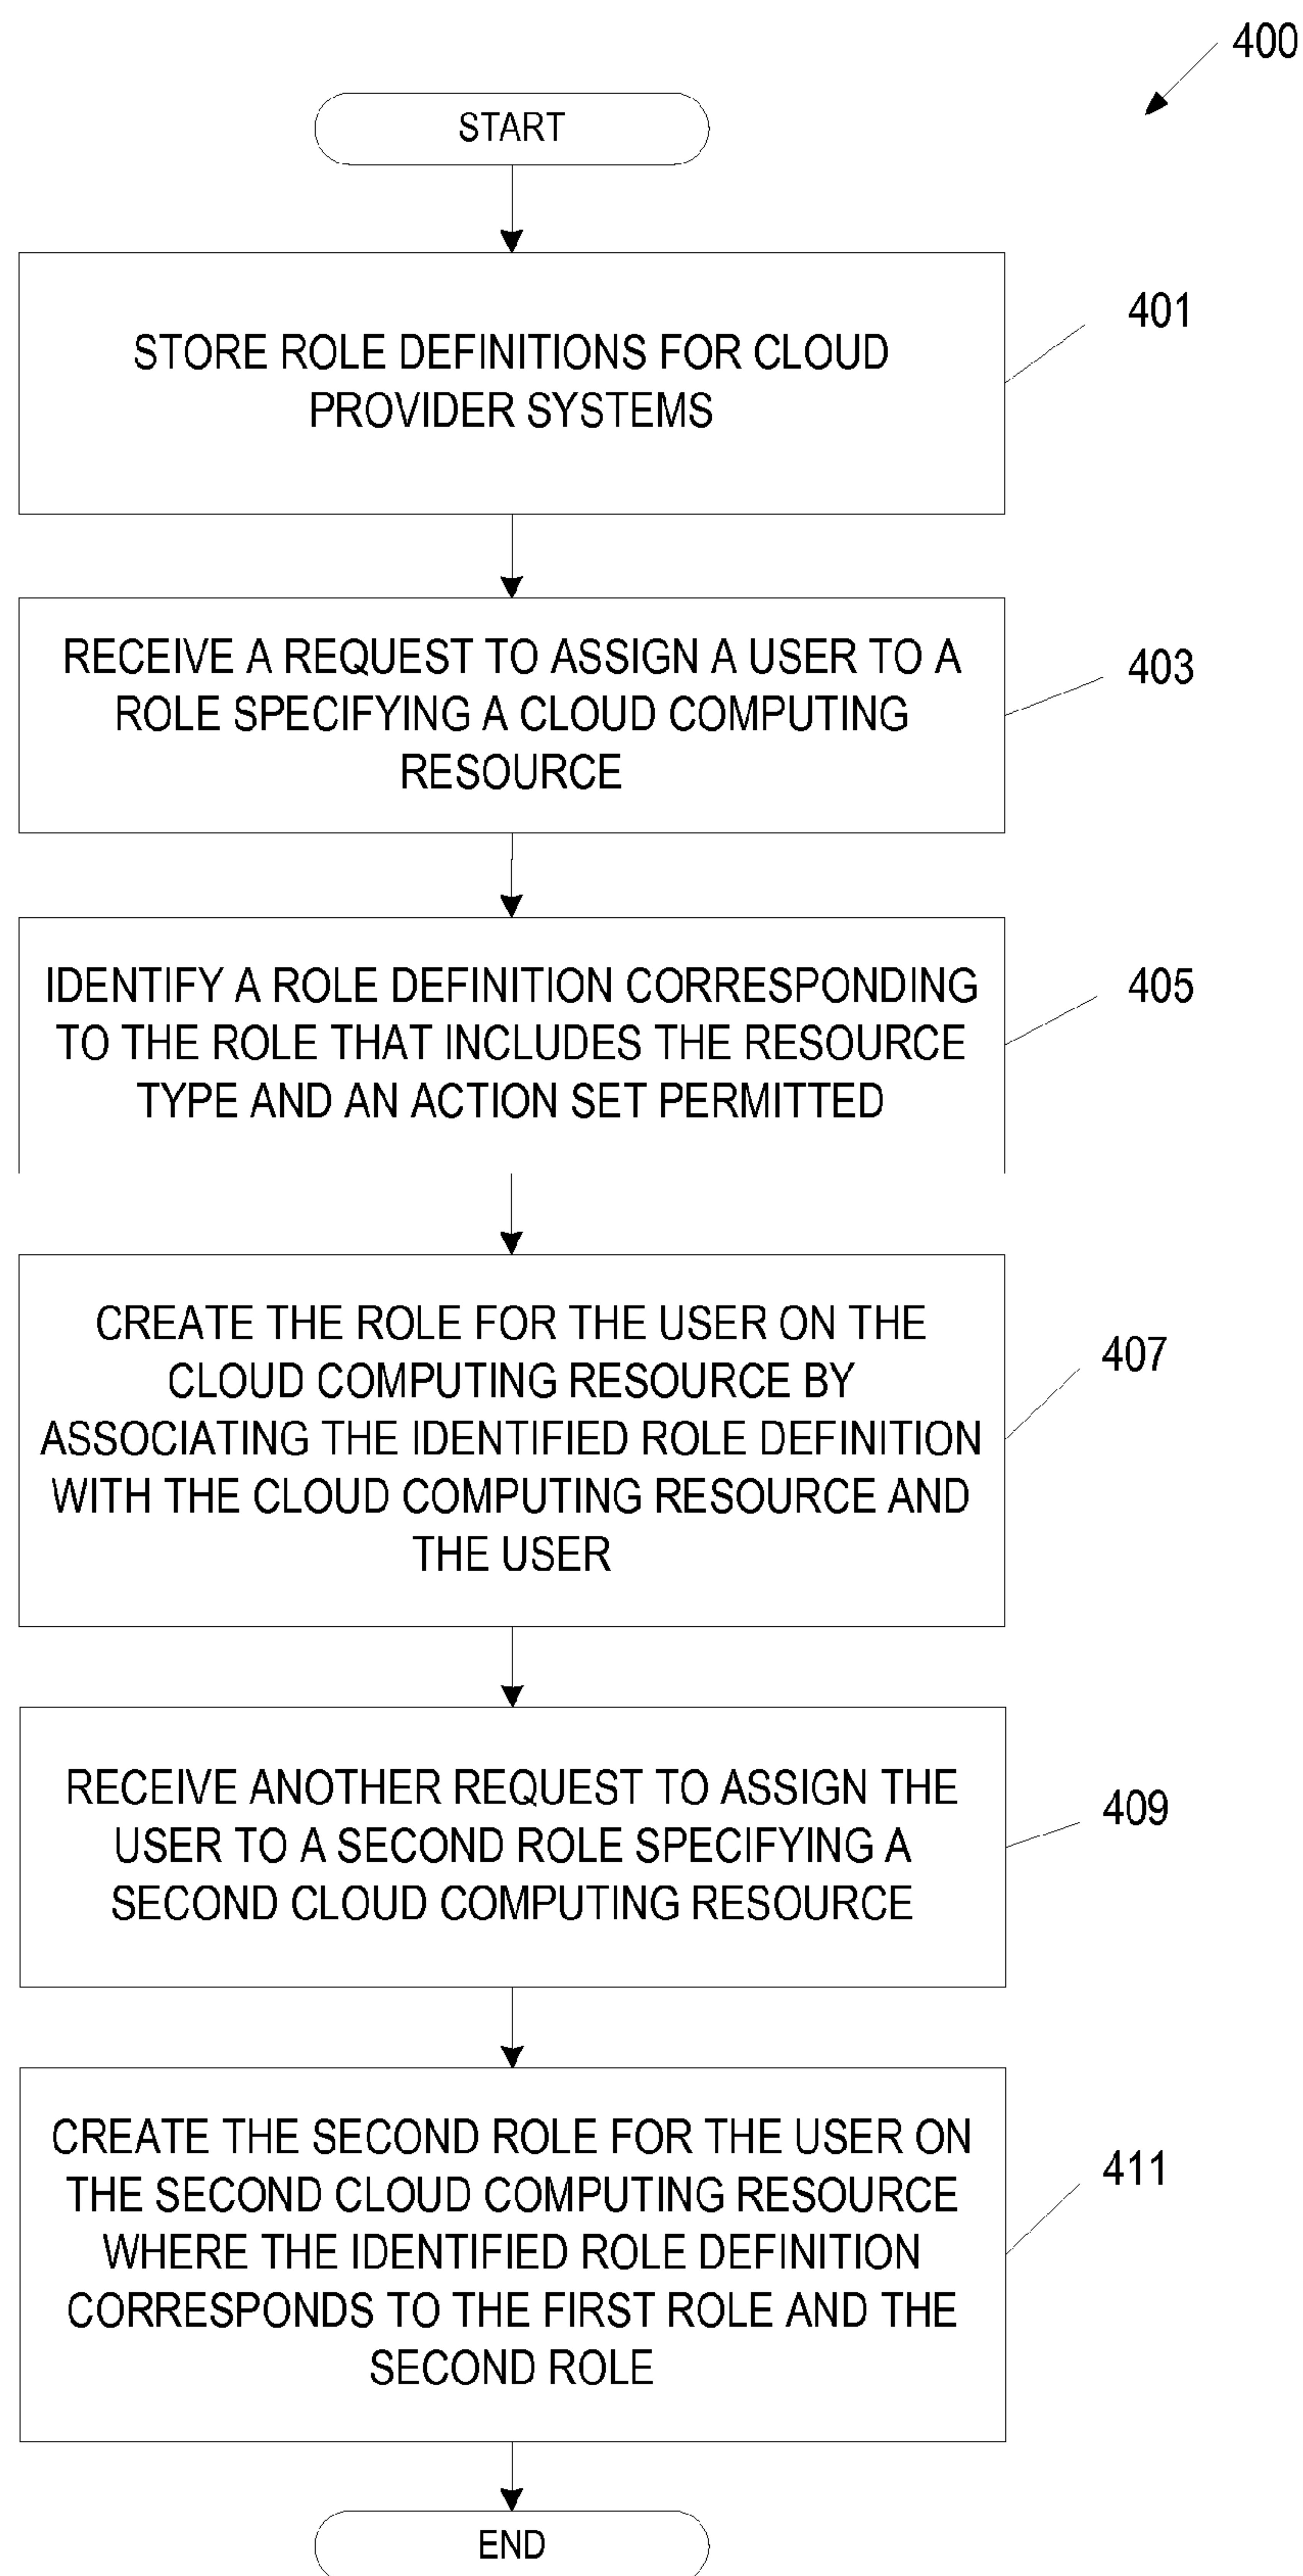 400
START
STORE ROLE DEFINITIONS FOR CLOUD
PROVIDER SYSTEMS
401
RECEIVE A REQUEST TO ASSIGN A USER TO A
ROLE SPECIFYING A CLOUD COMPUTING
RESOURCE
403
IDENTIFY A ROLE DEFINITION CORRESPONDING
TO THE ROLE THAT INCLUDES THE RESOURCE
TYPE AND AN ACTION SET PERMITTED
405
CREATE THE ROLE FOR THE USER ON THE
CLOUD COMPUTING RESOURCE BY
ASSOCIATING THE IDENTIFIED ROLE DEFINITION
WITH THE CLOUD COMPUTING RESOURCE AND
THE USER
407
RECEIVE ANOTHER REQUEST TO ASSIGN THE
USER TO A SECOND ROLE SPECIFYING A
SECOND CLOUD COMPUTING RESOURCE
409
CREATE THE SECOND ROLE FOR THE USER ON
THE SECOND CLOUD COMPUTING RESOURCE
WHERE THE IDENTIFIED ROLE DEFINITION
CORRESPONDS TO THE FIRST ROLE AND THE
SECOND ROLE
411
END